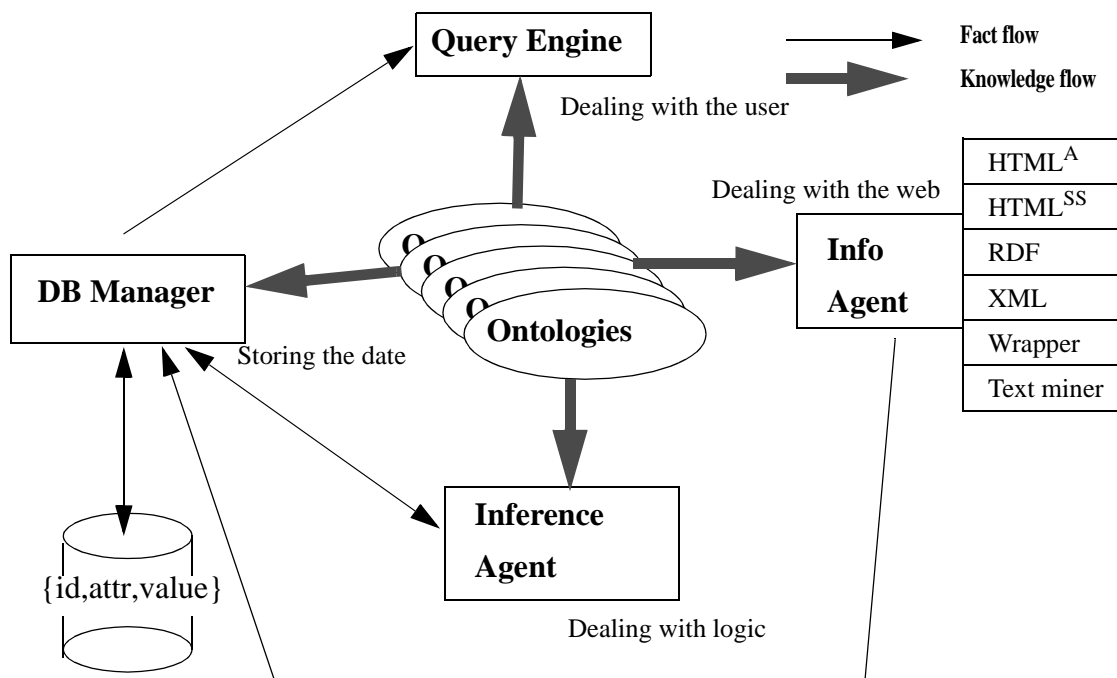 Query Engine
Fact flow
Knowledge flow
Dealing with the user
HTML^A
Dealing with the web
HTML^SS
O
Info
Agent
RDF
O
DB Manager
O
XML
O
Ontologies
Storing the date
Wrapper
Text miner
Inference
Agent
{id,attr,value}
Dealing with logic